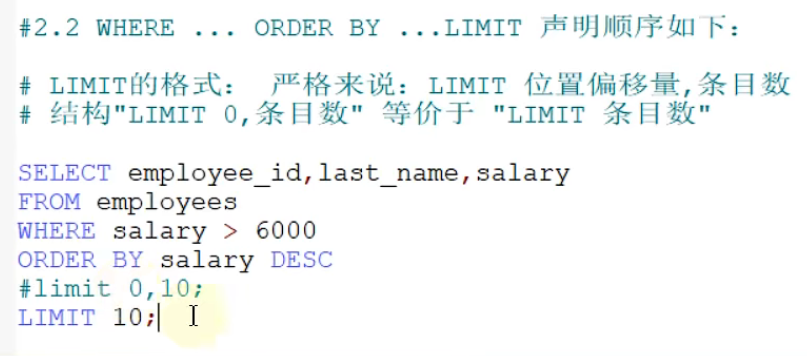 #2.2 WHERE ... ORDER BY ...LIMIT 声明顺序如下：
# LIMIT的格式： 严格来说：LIMIT 位置偏移量,条目数
# 结构"LIMIT 0,条目数" 等价于 "LIMIT 条目数"
SELECT employee_id,last_name,salary
FROM employees
WHERE salary > 6000
ORDER BY salary DESC
#limit 0,10;
LIMIT 10;